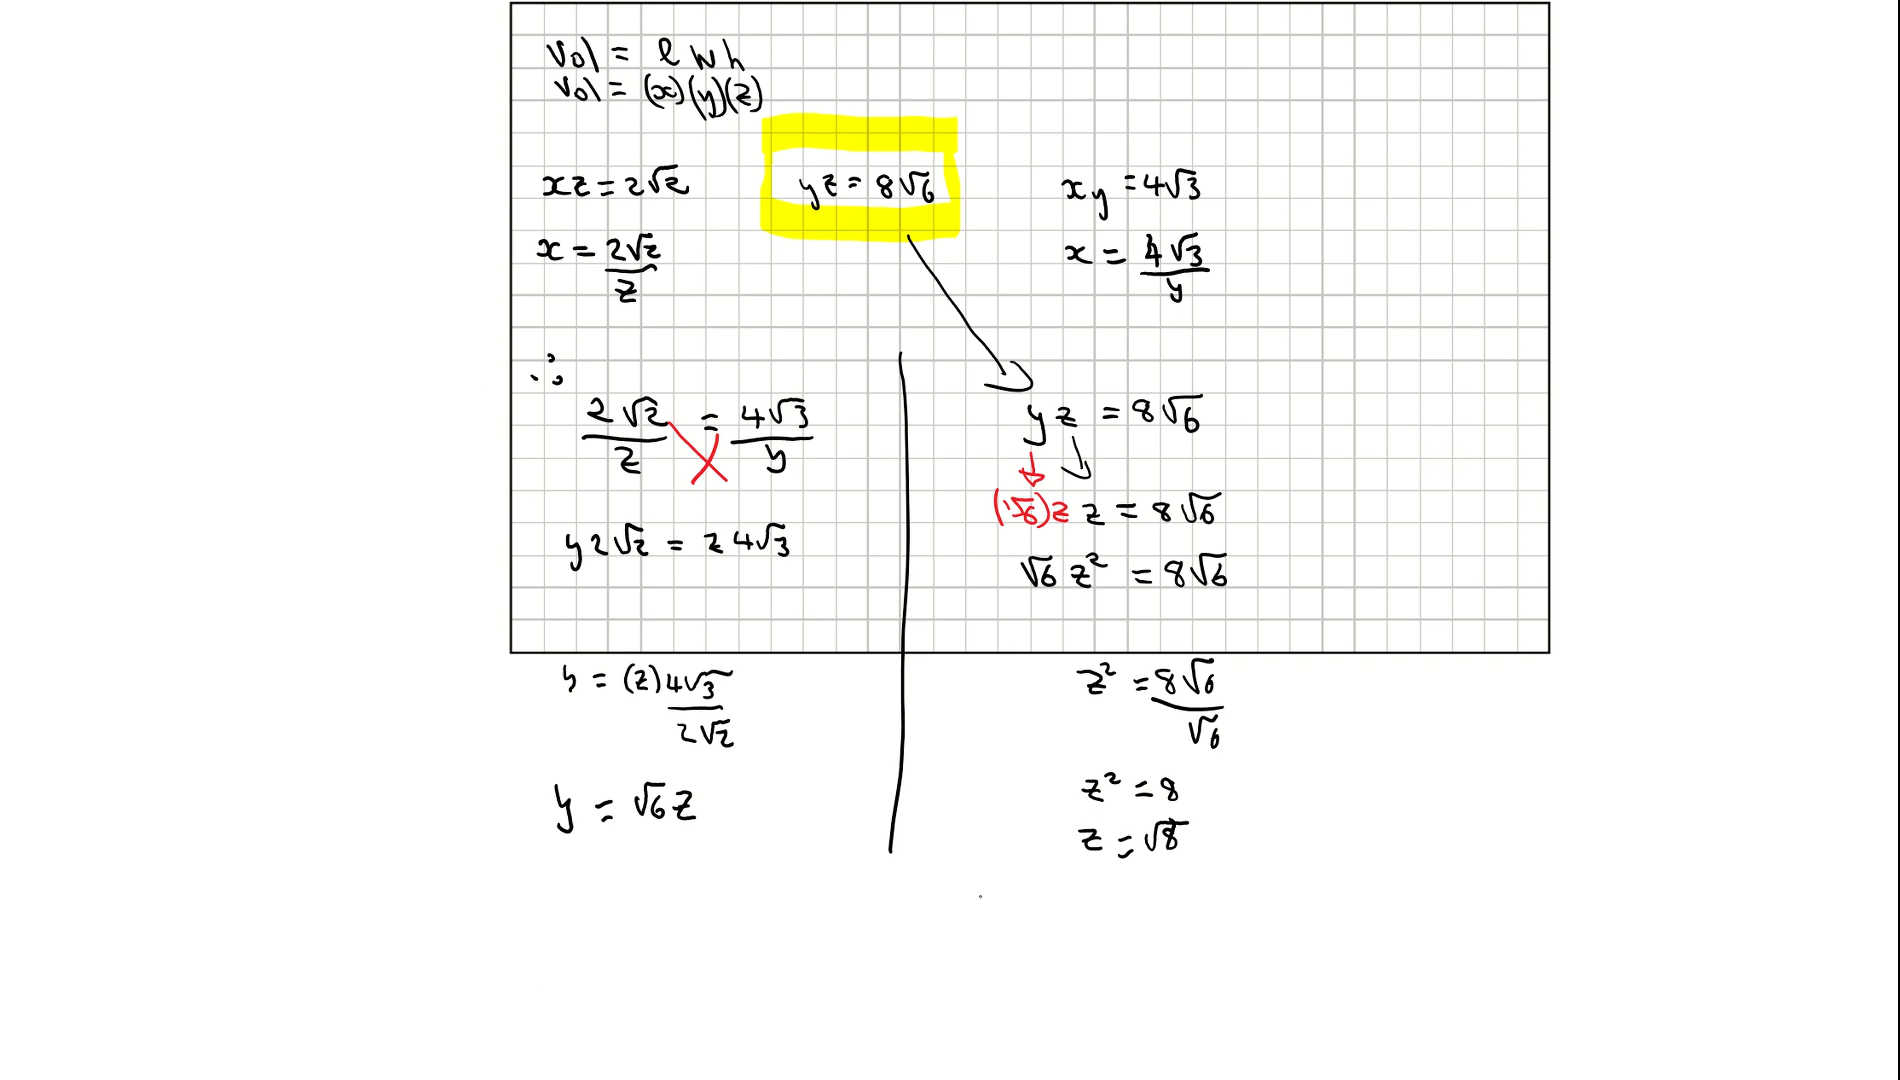 Vol = l w h
Vol = (x)(y)(z)
xz = 2√2
yz = 8√6
xy = 4√3
x = 2√2/z
x = 4√3/y
∴
2√2/z = 4√3/y
y2√2 = z4√3
y = (z)4√3/2√2
y = √6z
yz = 8√6
(√6)z z = 8√6
√6 z² = 8√6
z² = 8√6/√6
z² = 8
z = √8